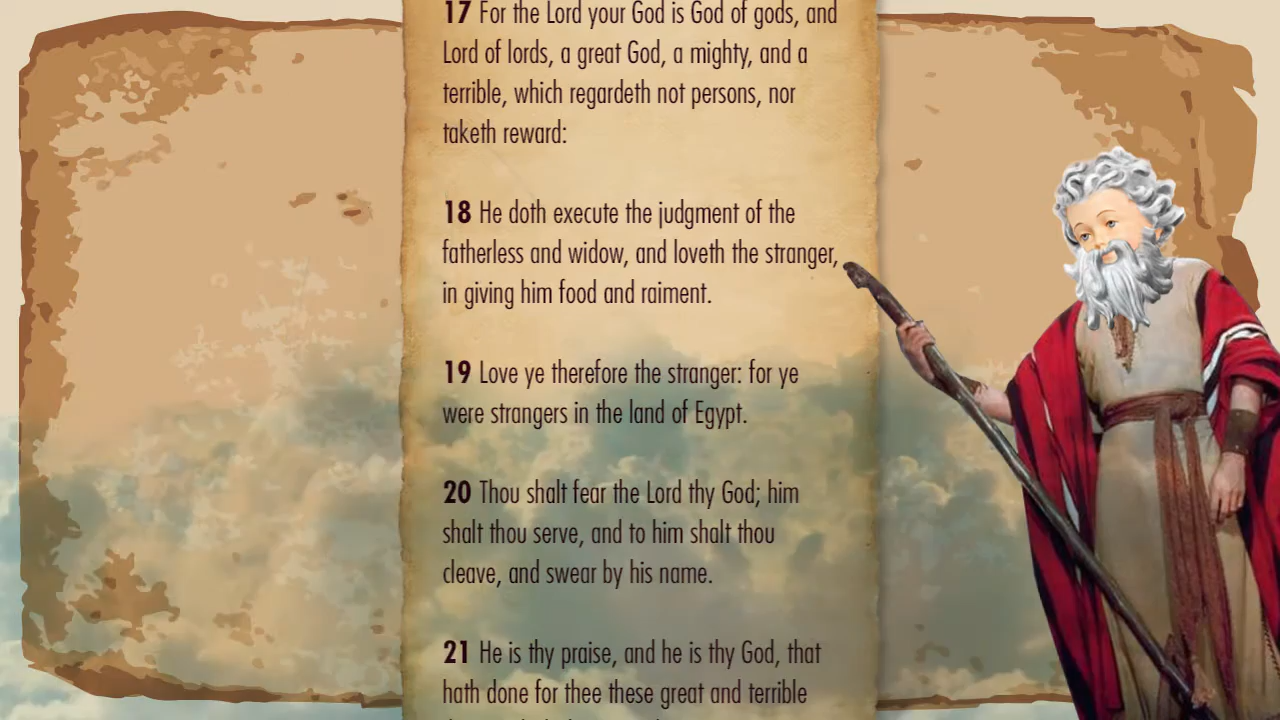 17 For the Lord your God is God of gods, and
Lord of lords, a great God, a mighty, and a
terrible, which regardeth not persons, nor
taketh reward:
18 He doth execute the judgment of the
fatherless and widow, and loveth the stranger,
in giving him food and raiment.
19 Love ye therefore the stranger: for ye
were strangers in the land of Egypt.
20 Thou shalt fear the Lord thy God; him
shalt thou serve, and to him shalt thou
cleave, and swear by his name.
21 He is thy praise, and he is thy God, that
hath done for thee these great and terrible